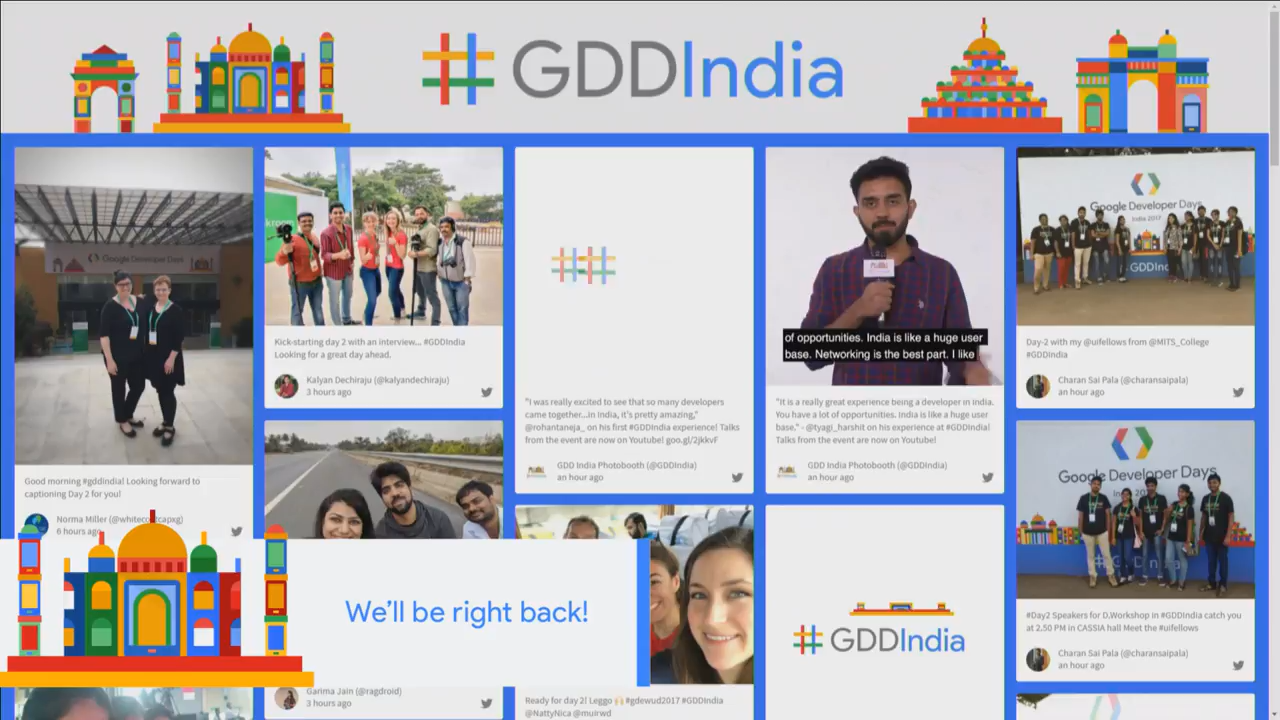 #GDDIndia
Google Developer Days
Good morning #gddindia! Looking forward to
captioning Day 2 for you!
6 hours ago
Kick-starting day 2 with an interview... #GDDIndia
Looking for a great day ahead.
Kalyan Dechiraju (@kalyandechiraju)
3 hours ago
Garima Jain (@ragdroid)
3 hours ago
"I was really excited to see that so many developers
came together...in India, it's pretty amazing,"
@rohantaneja_ on his first #GDDIndia experience! Talks
from the event are now on Youtube! goo.gl/2jkkvF
GDD India Photobooth (@GDDIndia)
an hour ago
Ready for day 2! Leggo 🙌 #gdewud2017 #GDDIndia
@NattyNica @muirwd
of opportunities. India is like a huge user
base. Networking is the best part. I like
"It is a really great experience being a developer in india.
You have a lot of opportunities. India is like a huge user
base." - @tyagi_harshit on his experience at #GDDIndia!
Talks from the event are now on Youtube!
GDD India Photobooth (@GDDIndia)
an hour ago
#GDDIndia
Google Developer Days
India 2017
#GDDInd
Day-2 with my @uifellows from @MITS_College
#GDDIndia
Charan Sai Pala (@charansaipala)
an hour ago
Google Developer Days
#Day2 Speakers for D.Workshop in #GDDIndia catch you
at 2.50 PM in CASSIA hall Meet the #uifellows
Charan Sai Pala (@charansaipala)
an hour ago
We'll be right back!